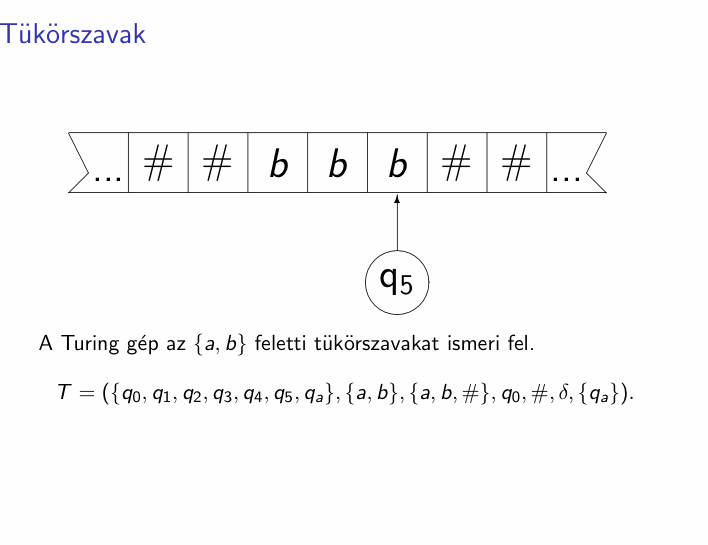 Tükörszavak
... # # b b b # # ...
q₅
A Turing gép az {a, b} feletti tükörszavakat ismeri fel.
T = ({q₀, q₁, q₂, q₃, q₄, q₅, qₐ}, {a, b}, {a, b, #}, q₀, #, δ, {qₐ}).